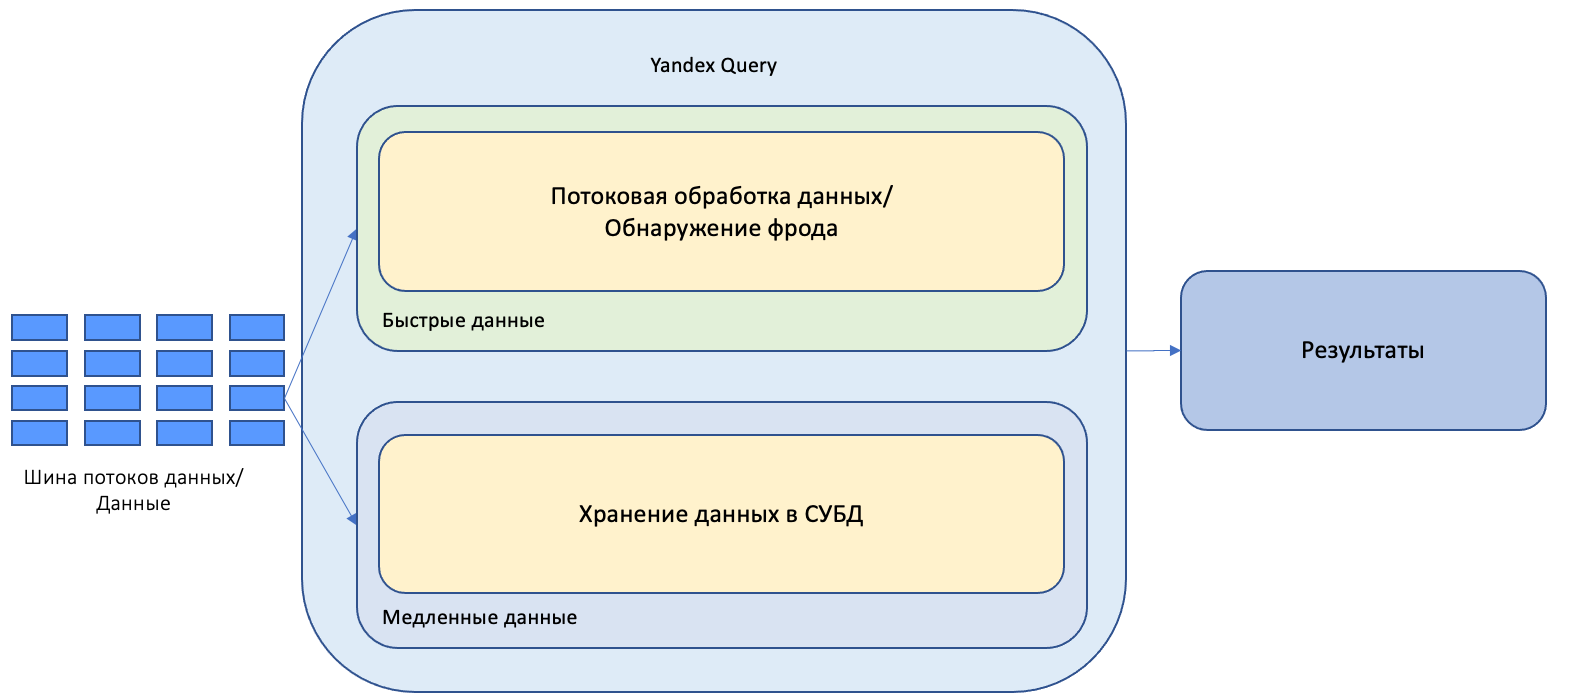 Yandex Query
Потоковая обработка данных/
Обнаружение фрода
Быстрые данные
Шина потоков данных/
Данные
Хранение данных в СУБД
Медленные данные
Результаты